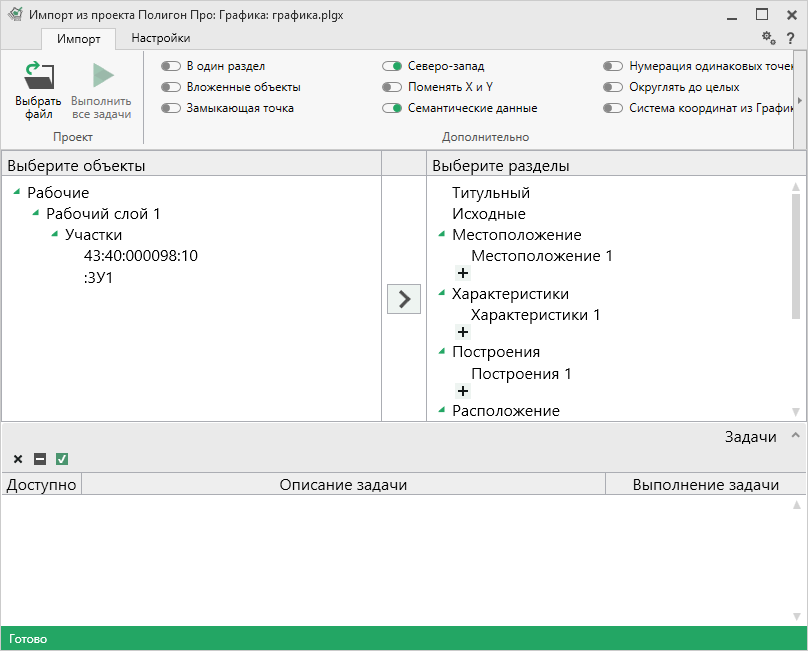 Импорт из проекта Полигон Про: Графика: графика.plgx
Импорт
Настройки
?
Выбрать файл
Выполнить все задачи
Проект
В один раздел
Вложенные объекты
Замыкающая точка
Северо-запад
Поменять X и Y
Семантические данные
Нумерация одинаковых точек
Округлять до целых
Система координат из График
Дополнительно
Выберите объекты
Выберите разделы
Рабочие
Рабочий слой 1
Участки
43:40:000098:10
:ЗУ1
Титульный
Исходные
Местоположение
Местоположение 1
+
Характеристики
Характеристики 1
+
Построения
Построения 1
+
Расположение
Задачи
Доступно
Описание задачи
Выполнение задачи
Готово